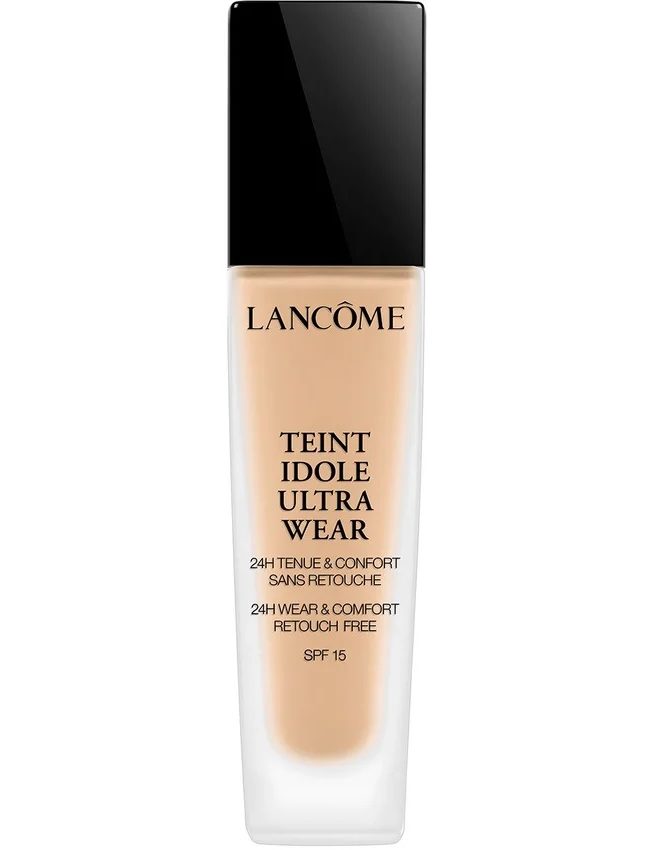 LANCÔME
TEINT
IDOLE
ULTRA
WEAR
24H TENUE & CONFORT
SANS RETOUCHE
24H WEAR & COMFORT
RETOUCH FREE
SPF 15